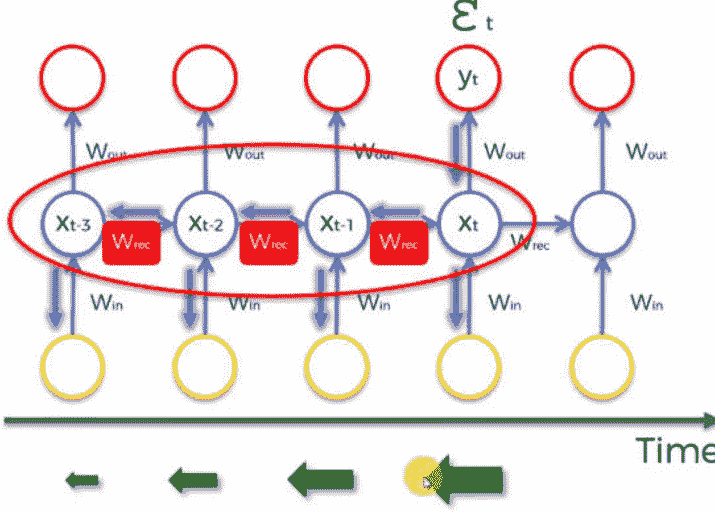 εt
yt
Wout Wout Wout Wout Wout
xt-3 xt-2 xt-1 xt
Wrec Wrec Wrec Wrec
Win Win Win Win Win
Time